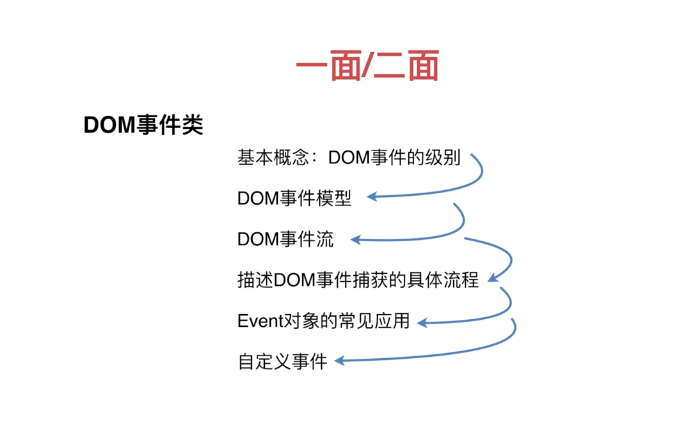 一面/二面
DOM事件类
基本概念：DOM事件的级别
DOM事件模型
DOM事件流
描述DOM事件捕获的具体流程
Event对象的常见应用
自定义事件